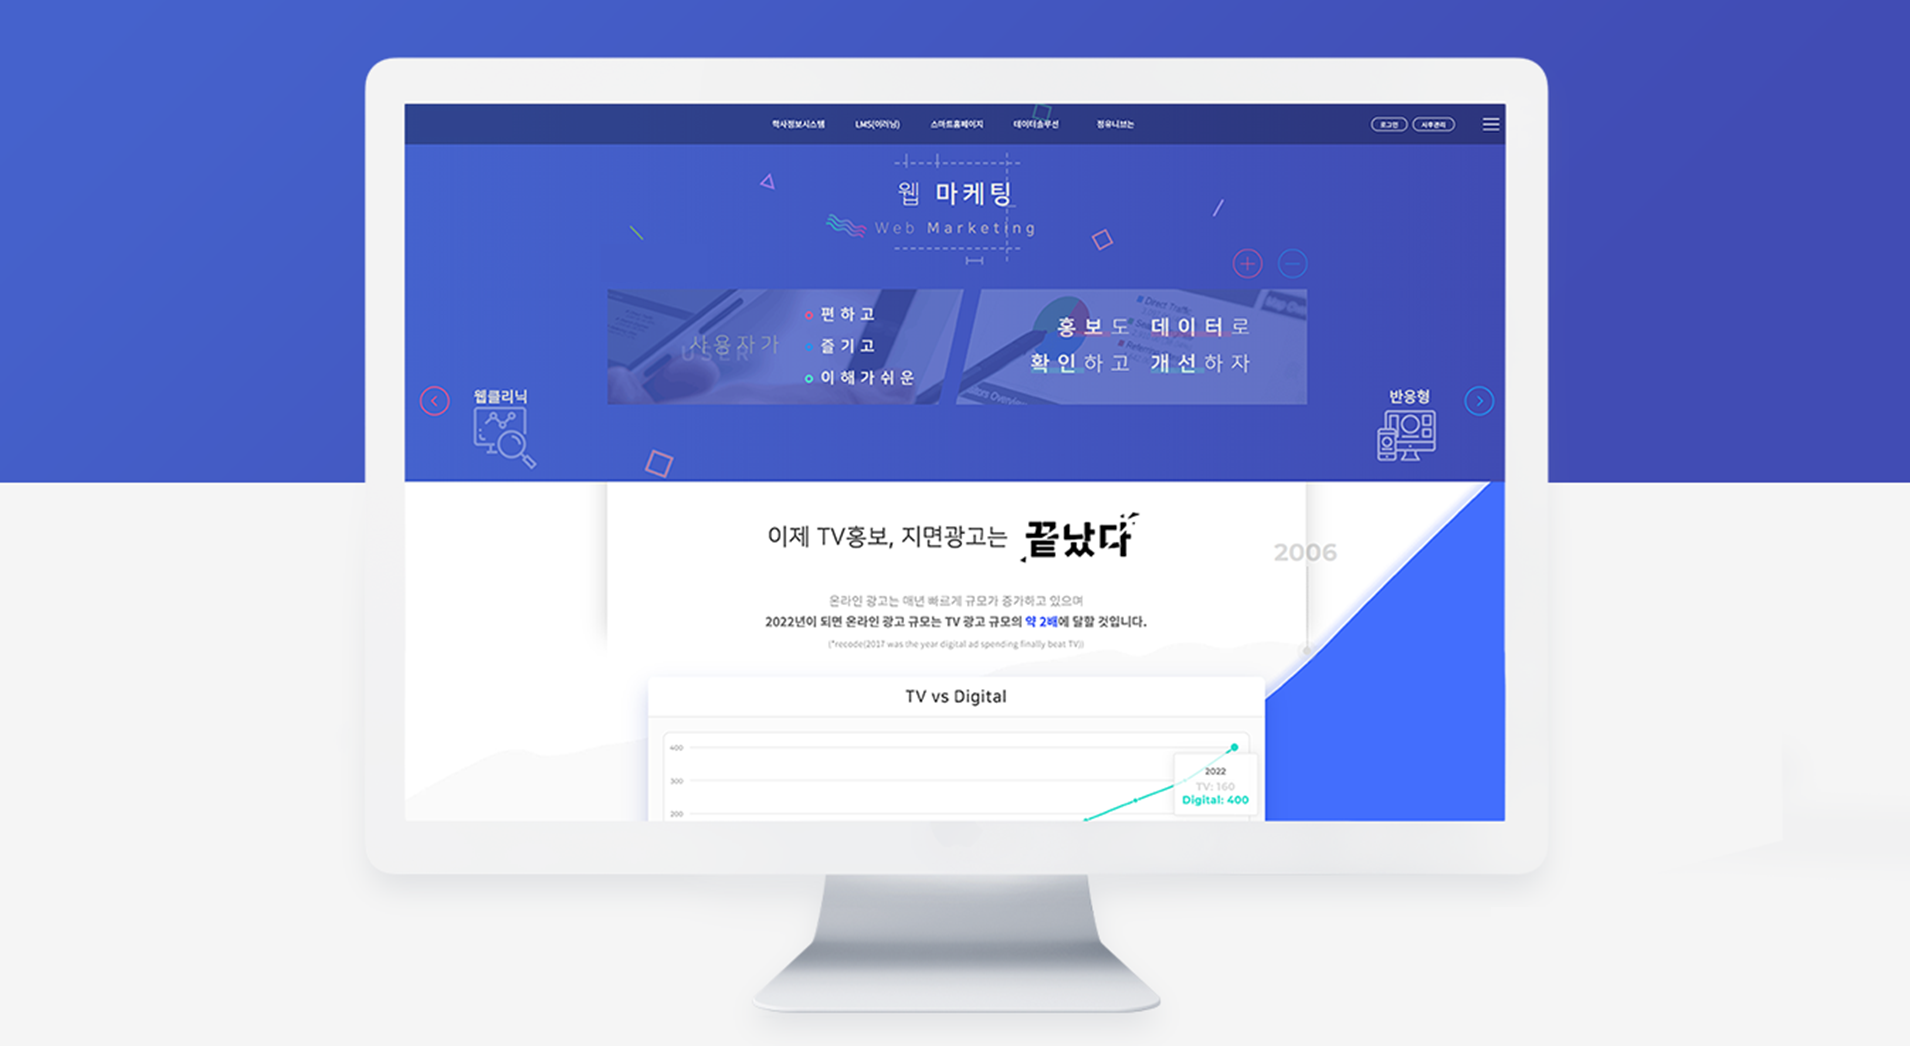 학사정보시스템 LMS(이러닝) 스마트홈페이지 데이터솔루션 정유니브는 로그인 사후관리
웹 마케팅
Web Marketing
사용자가
USER
편하고
즐기고
이해가쉬운
홍보도 데이터로
확인하고 개선하자
Direct Traffic
웹클리닉
반응형
이제 TV홍보, 지면광고는 끝났다
2006
온라인 광고는 매년 빠르게 규모가 증가하고 있으며
2022년이 되면 온라인 광고 규모는 TV 광고 규모의 약 2배에 달할 것입니다.
(*recode(2017 was the year digital ad spending finally beat TV))
TV vs Digital
400
300
200
2022
TV: 160
Digital: 400